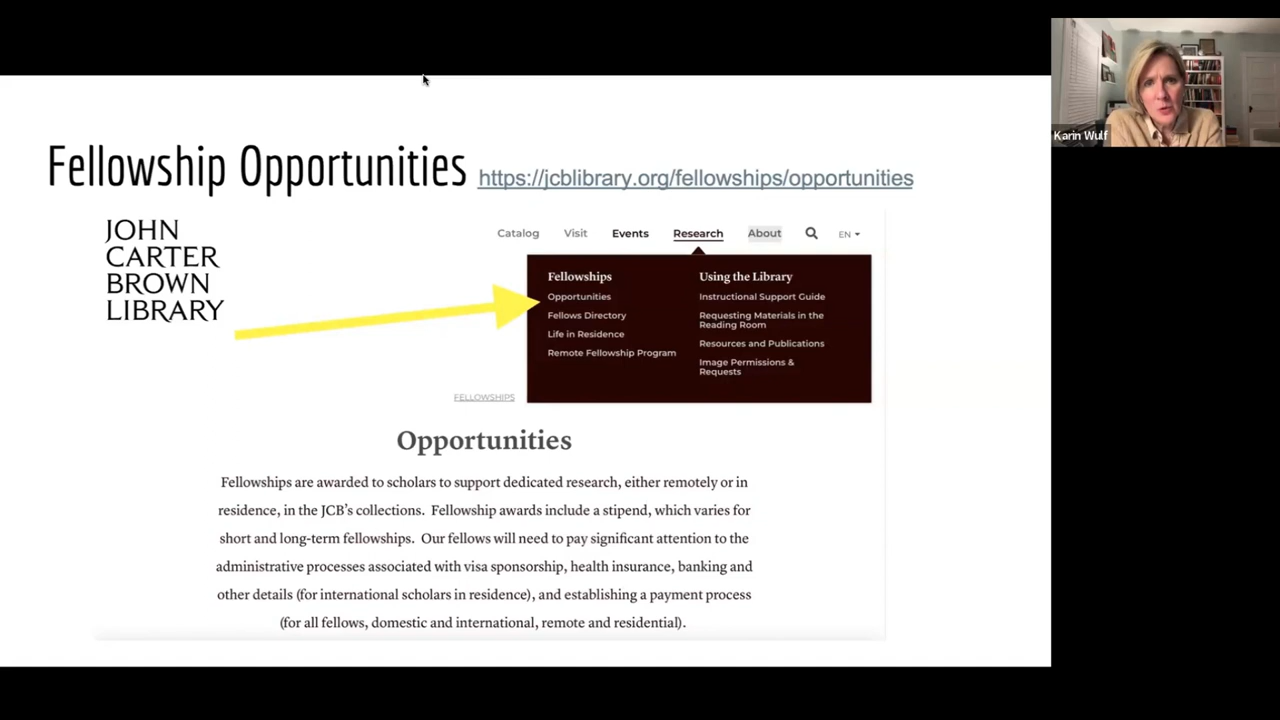 Karin Wulf
Fellowship Opportunities https://jcblibrary.org/fellowships/opportunities
JOHN
CARTER
BROWN
LIBRARY
Catalog Visit Events Research About EN
Fellowships
Opportunities
Fellows Directory
Life in Residence
Remote Fellowship Program
Using the Library
Instructional Support Guide
Requesting Materials in the
Reading Room
Resources and Publications
Image Permissions &
Requests
FELLOWSHIPS
Opportunities
Fellowships are awarded to scholars to support dedicated research, either remotely or in
residence, in the JCB's collections. Fellowship awards include a stipend, which varies for
short and long-term fellowships. Our fellows will need to pay significant attention to the
administrative processes associated with visa sponsorship, health insurance, banking and
other details (for international scholars in residence), and establishing a payment process
(for all fellows, domestic and international, remote and residential).